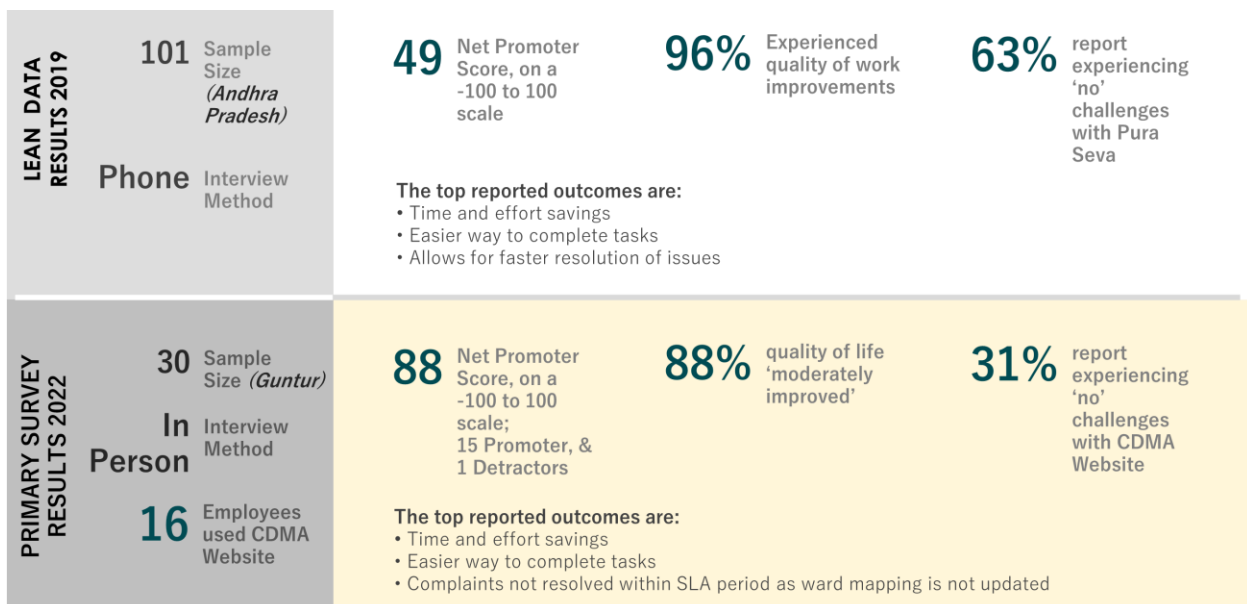 LEAN DATA
RESULTS 2019
101 Sample
Size
(Andhra
Pradesh)
Phone Interview
Method
49 Net Promoter
Score, on a
-100 to 100
scale
96% Experienced
quality of work
improvements
63% report
experiencing
‘no’
challenges
with Pura
Seva
The top reported outcomes are:
• Time and effort savings
• Easier way to complete tasks
• Allows for faster resolution of issues
PRIMARY SURVEY
RESULTS 2022
30 Sample
Size (Guntur)
In
Person
Interview
Method
16 Employees
used CDMA
Website
88 Net Promoter
Score, on a
-100 to 100
scale;
15 Promoter, &
1 Detractors
88% quality of life
‘moderately
improved’
31% report
experiencing
‘no’
challenges
with CDMA
Website
The top reported outcomes are:
• Time and effort savings
• Easier way to complete tasks
• Complaints not resolved within SLA period as ward mapping is not updated